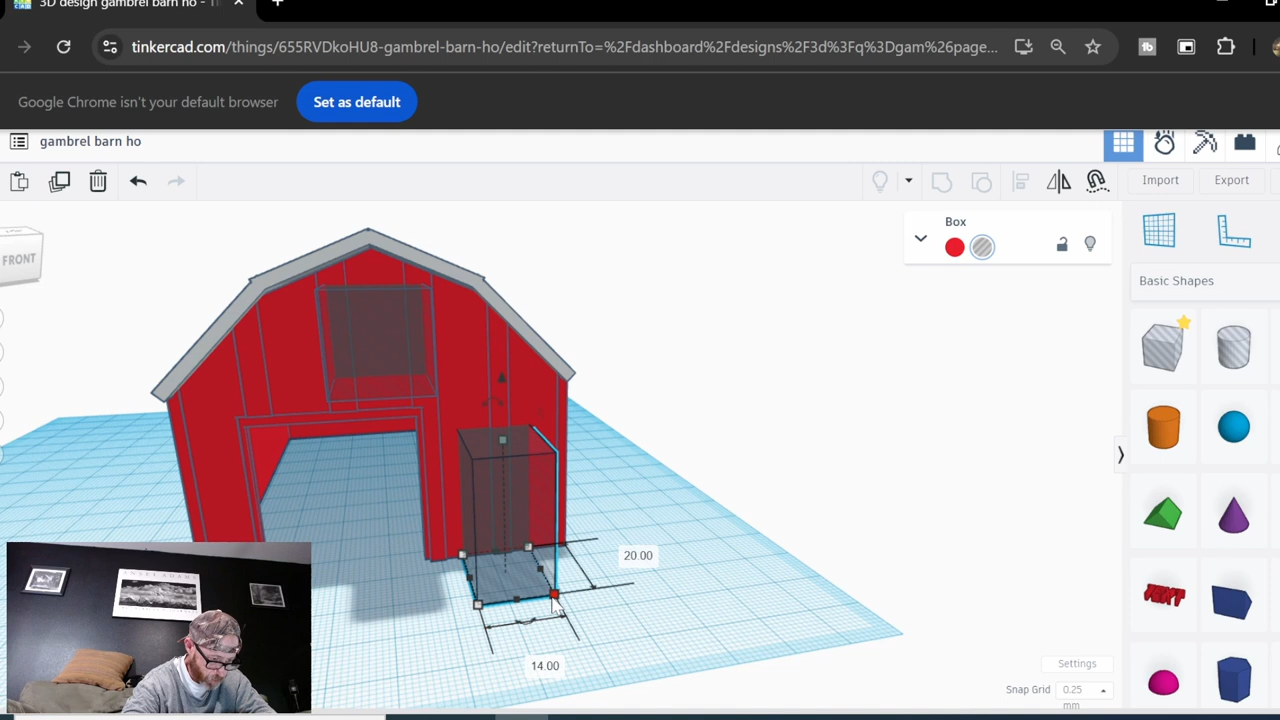 3D design gambrel barn ho - Ti
tinkercad.com/things/655RVDkoHU8-gambrel-barn-ho/edit?returnTo=%2Fdashboard%2Fdesigns%2F3d%3Fq%3Dgam%26page...
Google Chrome isn't your default browser
Set as default
gambrel barn ho
Import
Export
FRONT
Box
Basic Shapes
20.00
TEXT
14.00
Settings
Snap Grid
0.25
mm